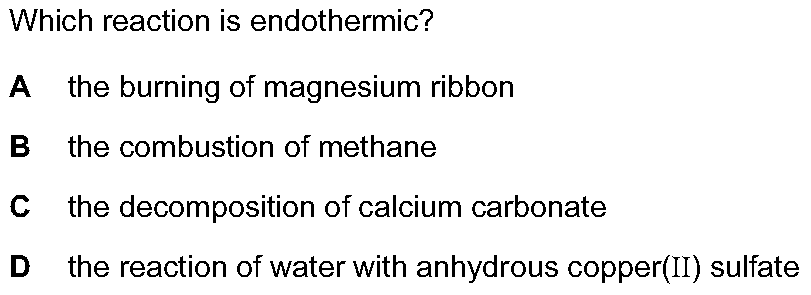 Which reaction is endothermic?
A the burning of magnesium ribbon
B the combustion of methane
C the decomposition of calcium carbonate
D the reaction of water with anhydrous copper(II) sulfate